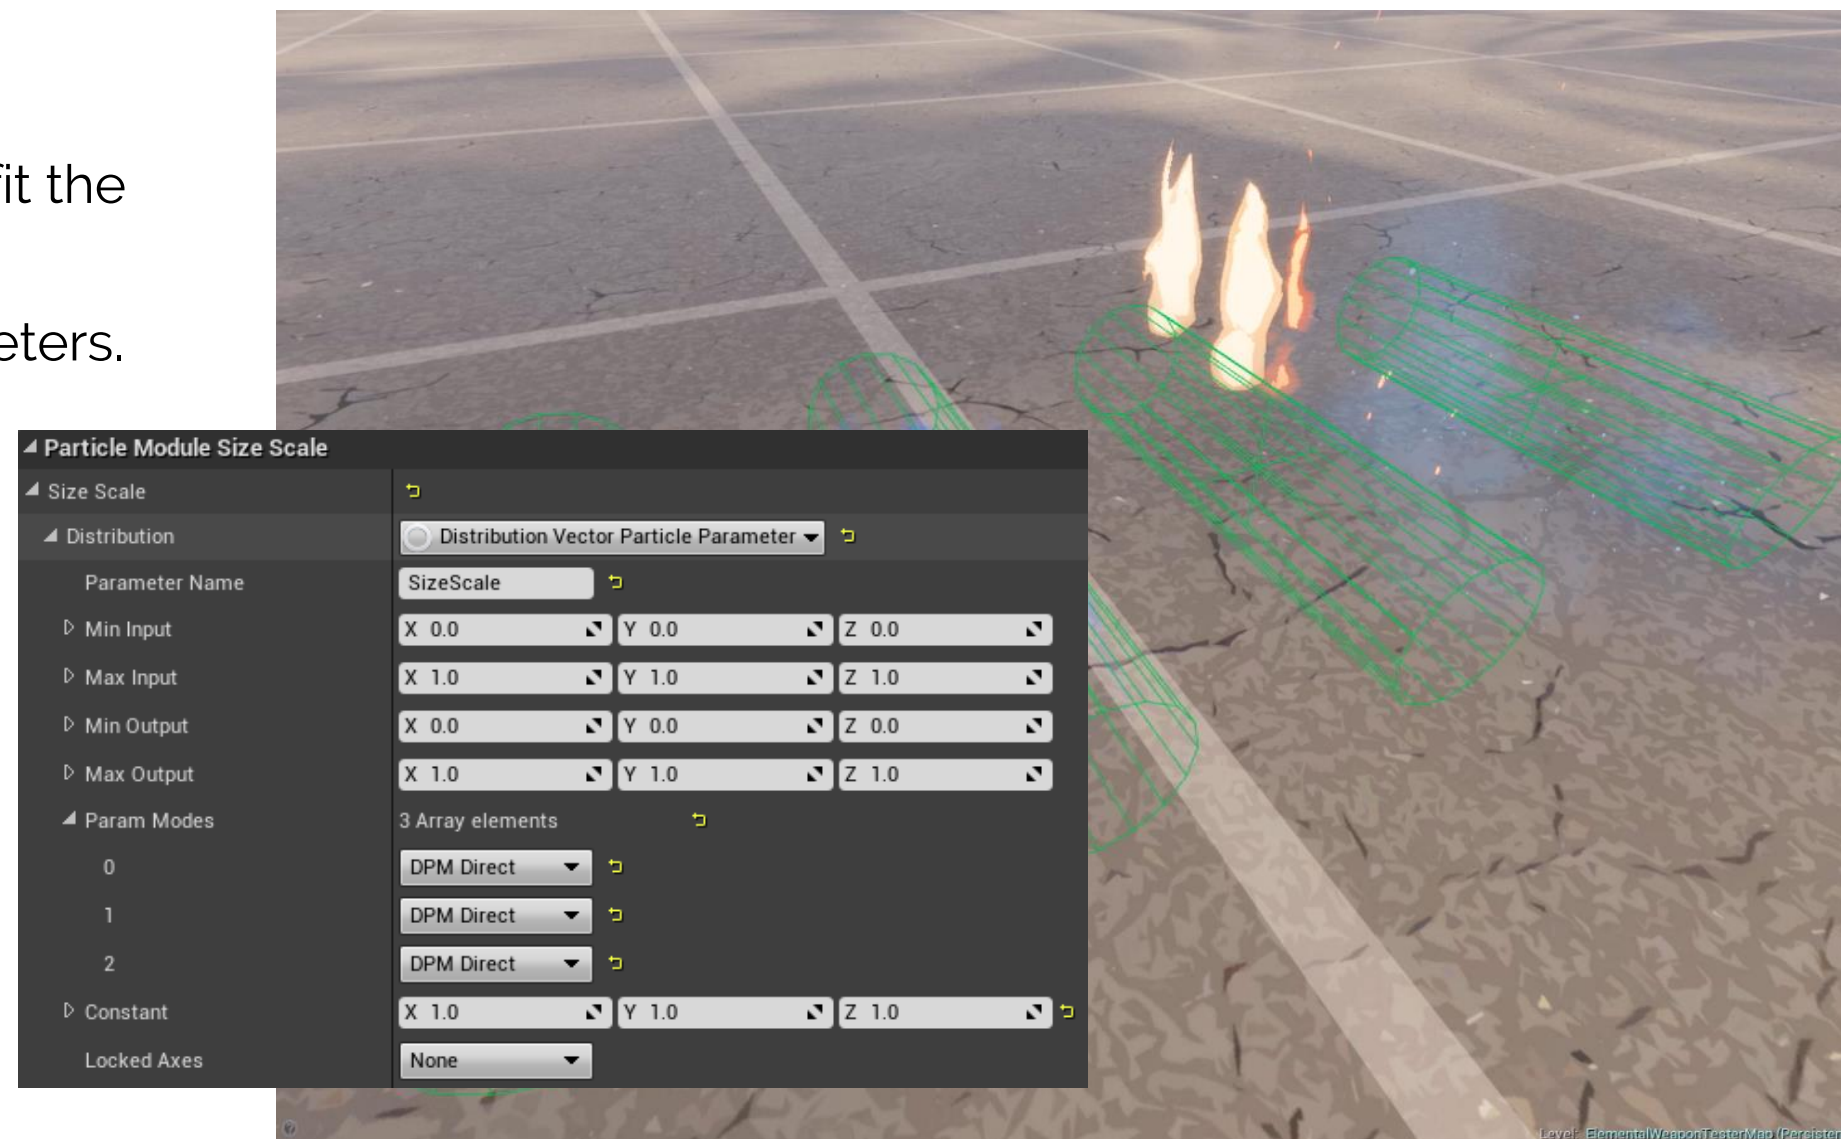 fit the
eters.
Particle Module Size Scale
Size Scale
Distribution Distribution Vector Particle Parameter
Parameter Name SizeScale
Min Input X 0.0 Y 0.0 Z 0.0
Max Input X 1.0 Y 1.0 Z 1.0
Min Output X 0.0 Y 0.0 Z 0.0
Max Output X 1.0 Y 1.0 Z 1.0
Param Modes 3 Array elements
0 DPM Direct
1 DPM Direct
2 DPM Direct
Constant X 1.0 Y 1.0 Z 1.0
Locked Axes None
Level: ElementalWeaponTesterMap (Persisten